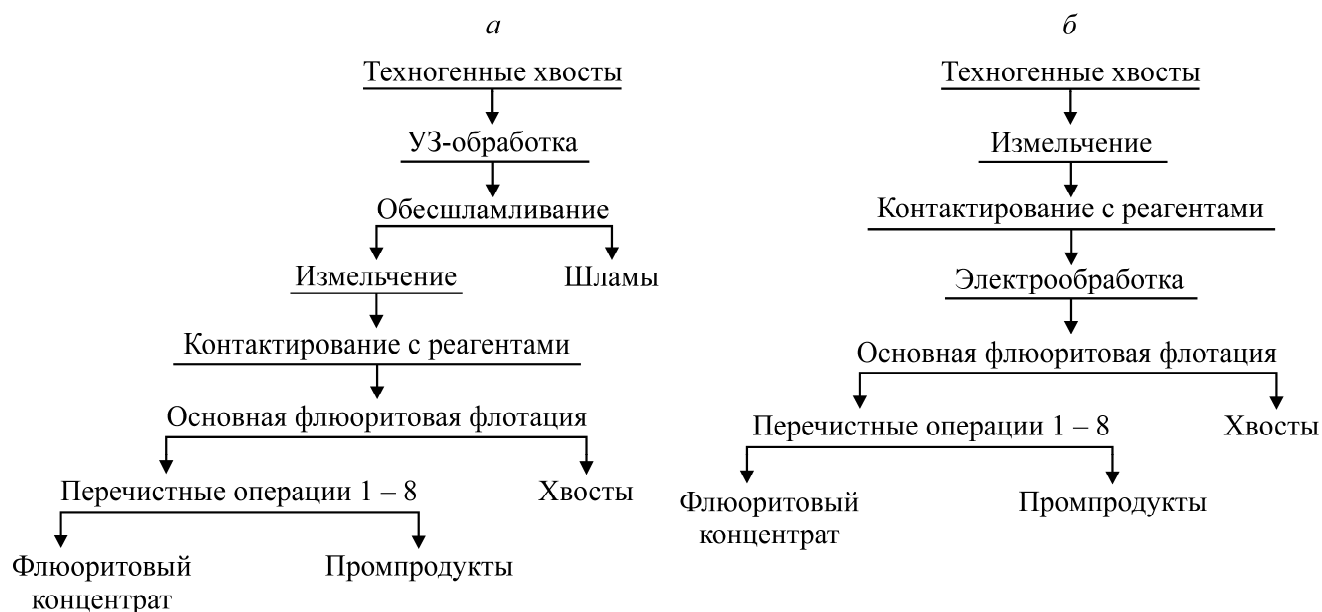 а
Техногенные хвосты
УЗ-обработка
Обесшламливание
Измельчение
Шламы
Контактирование с реагентами
Основная флюоритовая флотация
Перечистные операции 1 – 8
Хвосты
Флюоритовый
концентрат
Промпродукты
б
Техногенные хвосты
Измельчение
Контактирование с реагентами
Электрообработка
Основная флюоритовая флотация
Перечистные операции 1 – 8
Хвосты
Флюоритовый
концентрат
Промпродукты